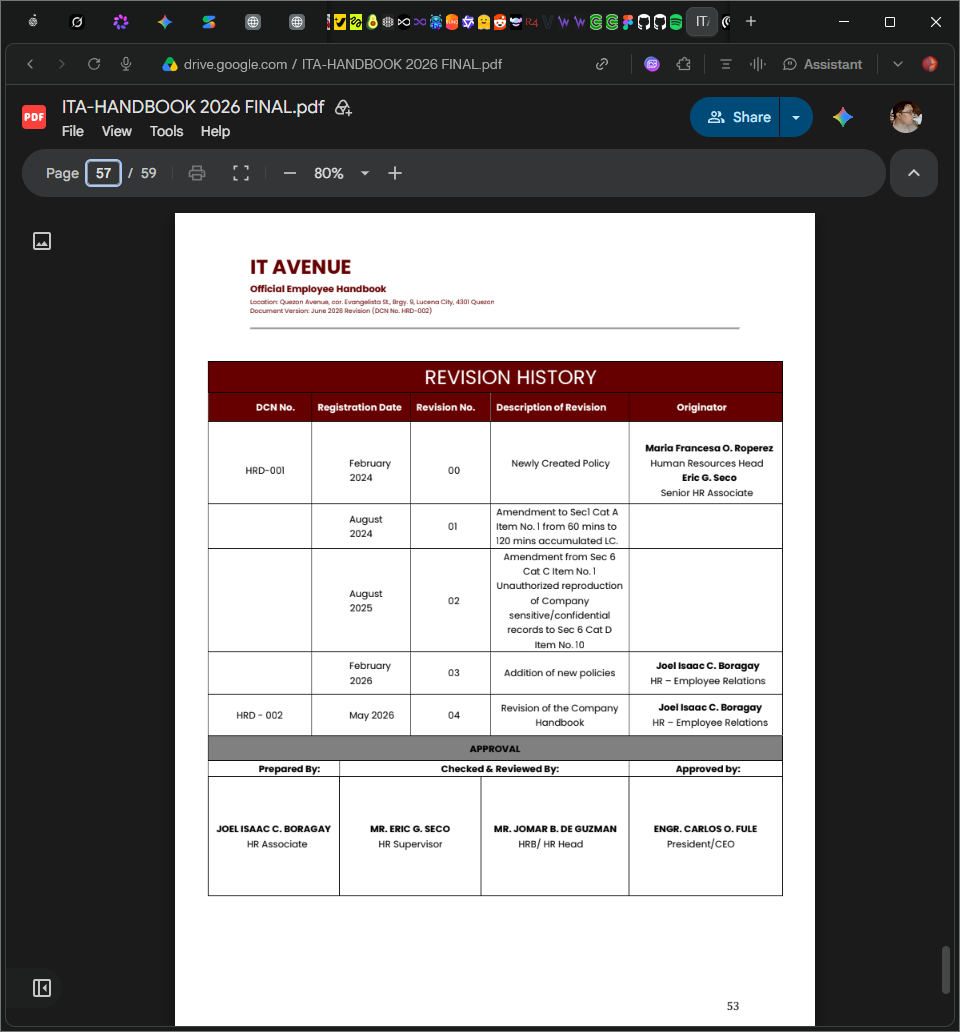 drive.google.com / ITA-HANDBOOK 2026 FINAL.pdf
Assistant
PDF
ITA-HANDBOOK 2026 FINAL.pdf
File View Tools Help
Share
Page 57 / 59
80%
IT AVENUE
Official Employee Handbook
Location: Quezon Avenue, cor. Evangelista St., Brgy. 9, Lucena City, 4301 Quezon
Document Version: June 2026 Revision (DCN No. HRD-002)
REVISION HISTORY
DCN No. Registration Date Revision No. Description of Revision Originator
HRD-001
February
2024
00
Newly Created Policy
Maria Francesa O. Roperez
Human Resources Head
Eric G. Seco
Senior HR Associate
August
2024
01
Amendment to Sec1 Cat A
Item No. 1 from 60 mins to
120 mins accumulated LC.
August
2025
02
Amendment from Sec 6
Cat C Item No. 1
Unauthorized reproduction
of Company
sensitive/confidential
records to Sec 6 Cat D
Item No. 10
February
2026
03
Addition of new policies
Joel Isaac C. Boragay
HR – Employee Relations
HRD - 002
May 2026
04
Revision of the Company
Handbook
Joel Isaac C. Boragay
HR – Employee Relations
APPROVAL
Prepared By: Checked & Reviewed By: Approved by:
JOEL ISAAC C. BORAGAY
HR Associate
MR. ERIC G. SECO
HR Supervisor
MR. JOMAR B. DE GUZMAN
HRB/ HR Head
ENGR. CARLOS O. FULE
President/CEO
53